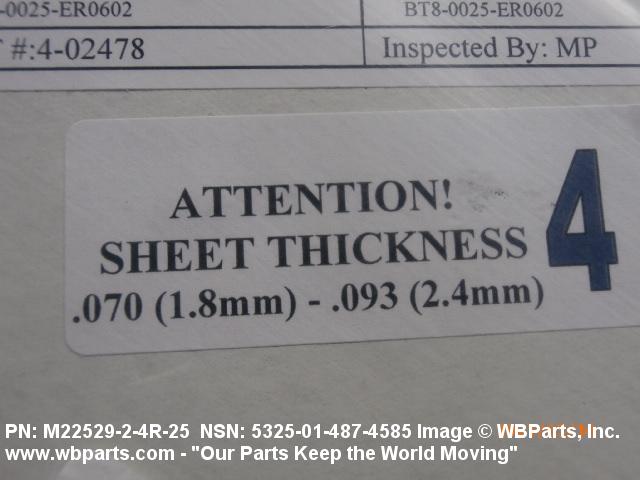 -0025-ER0602 BT8-0025-ER0602
#:4-02478 Inspected By: MP
ATTENTION!
SHEET THICKNESS 4
.070 (1.8mm) - .093 (2.4mm)
PN: M22529-2-4R-25 NSN: 5325-01-487-4585 Image © WBParts, Inc.
www.wbparts.com - "Our Parts Keep the World Moving"